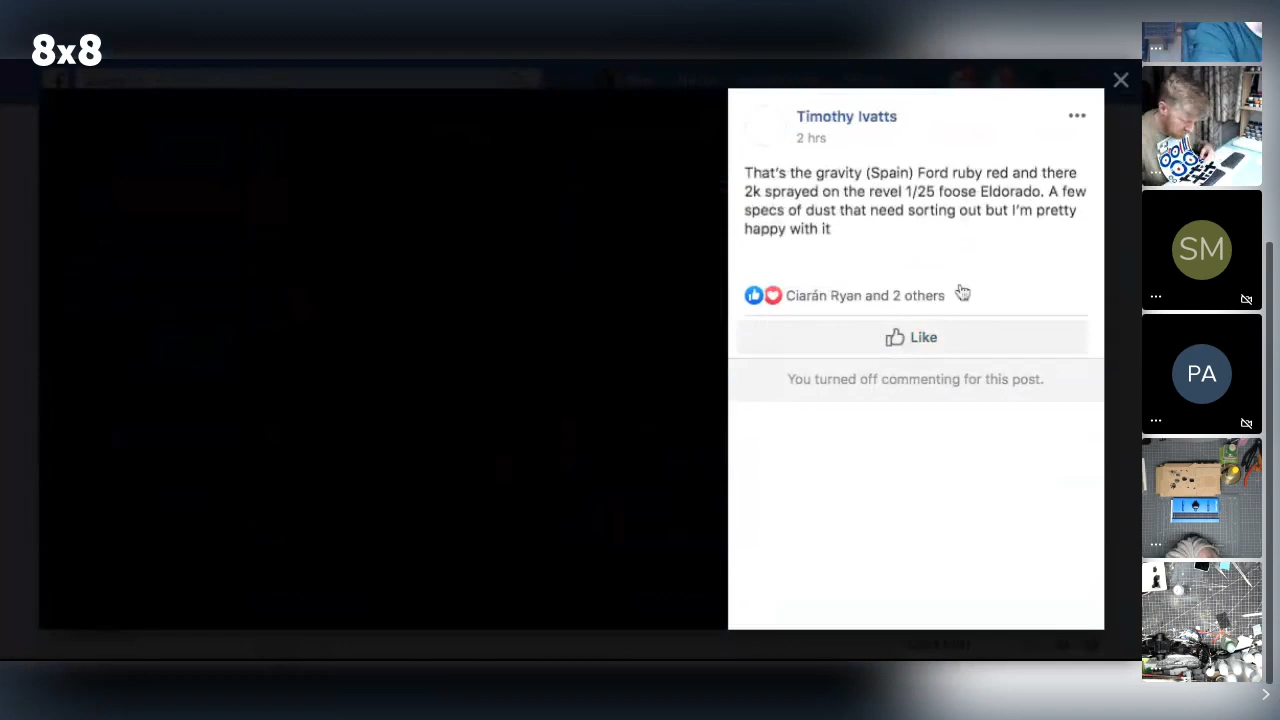 8x8
Timothy Ivatts
2 hrs
That's the gravity (Spain) Ford ruby red and there
2k sprayed on the revel 1/25 foose Eldorado. A few
specs of dust that need sorting out but I'm pretty
happy with it
Ciarán Ryan and 2 others
Like
You turned off commenting for this post.
SM
PA